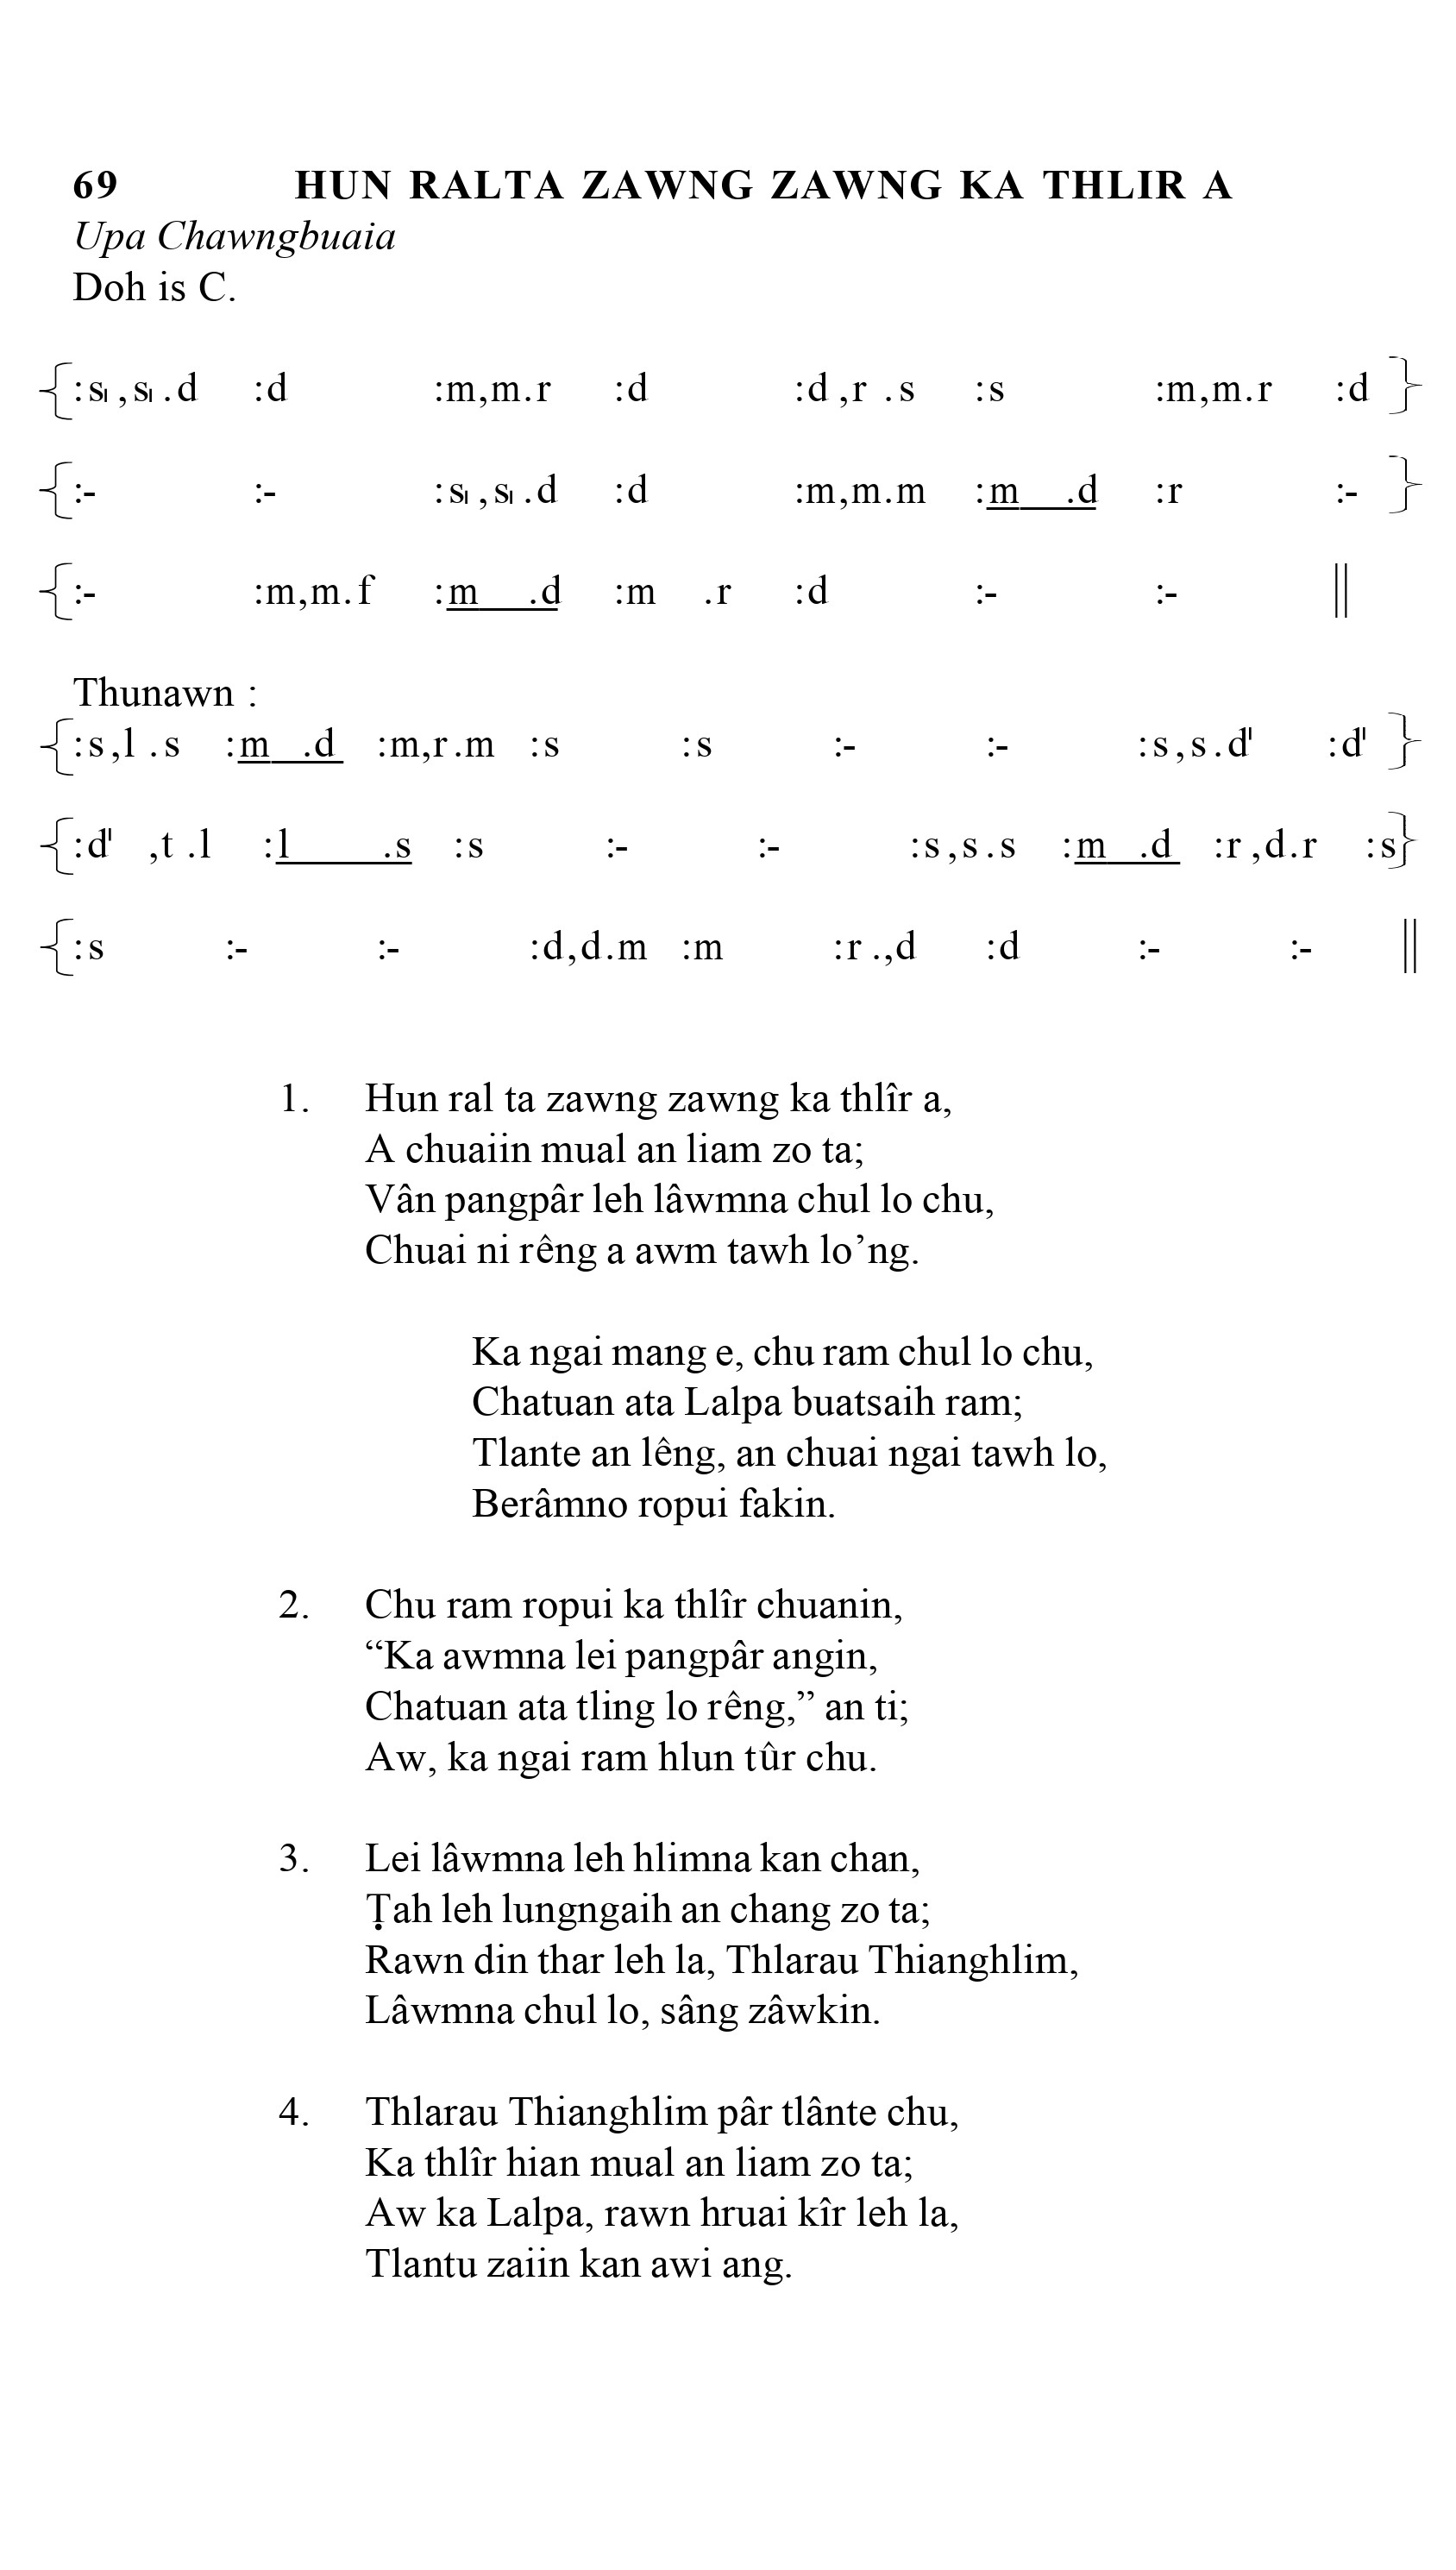 69 HUN RALTA ZAWNG ZAWNG KA THLIR A
Upa Chawngbuaia
Doh is C.
{:s₁,s₁.d :d :m,m.r :d :d,r.s :s :m,m.r :d }
{:- :- :s₁,s₁.d :d :m,m.m :m .d :r :- }
{:- :m,m.f :m .d :m .r :d :- :- ||
Thunawn :
{:s,l.s :m .d :m,r.m :s :s :- :- :s,s.d' :d' }
{:d' ,t.l :l .s :s :- :- :s,s.s :m .d :r,d.r :s}
{:s :- :- :d,d.m :m :r.,d :d :- :- ||
1. Hun ral ta zawng zawng ka thlîr a,
A chuaiin mual an liam zo ta;
Vân pangpâr leh lâwmna chul lo chu,
Chuai ni rêng a awm tawh lo’ng.
Ka ngai mang e, chu ram chul lo chu,
Chatuan ata Lalpa buatsaih ram;
Tlante an lêng, an chuai ngai tawh lo,
Berâmno ropui fakin.
2. Chu ram ropui ka thlîr chuanin,
“Ka awmna lei pangpâr angin,
Chatuan ata tling lo rêng,” an ti;
Aw, ka ngai ram hlun tûr chu.
3. Lei lâwmna leh hlimna kan chan,
Ṭah leh lungngaih an chang zo ta;
Rawn din thar leh la, Thlarau Thianghlim,
Lâwmna chul lo, sâng zâwkin.
4. Thlarau Thianghlim pâr tlânte chu,
Ka thlîr hian mual an liam zo ta;
Aw ka Lalpa, rawn hruai kîr leh la,
Tlantu zaiin kan awi ang.